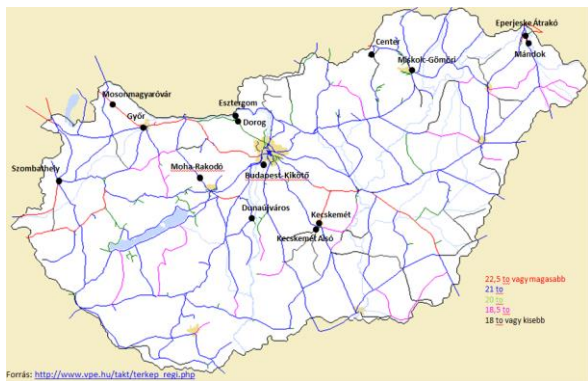 Eperjeske Átrakó
Centér
Mándok
Miskolc-Gömöri
Mosonmagyaróvár
Esztergom
Győr
Dorog
Moha-Rakodó
Szombathely
Budapest-Kikötő
Dunaújváros
Kecskemét
Kecskemét Alsó
22,5 to vagy magasabb
21 to
20 to
18,5 to
18 to vagy kisebb
Forrás: http://www.vpe.hu/takt/terkep_regi.php